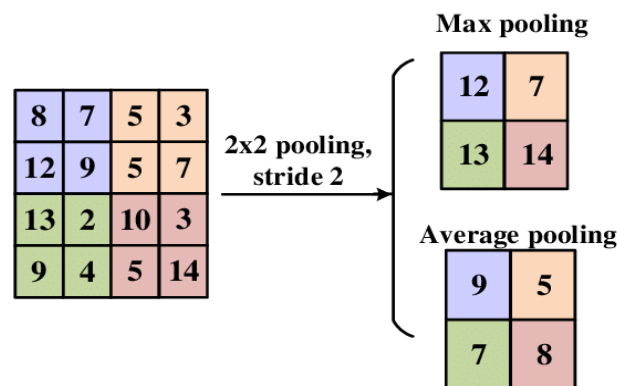 Max pooling
12 7
13 14
8 7 5 3
12 9 5 7
13 2 10 3
9 4 5 14
2x2 pooling,
stride 2
Average pooling
9 5
7 8